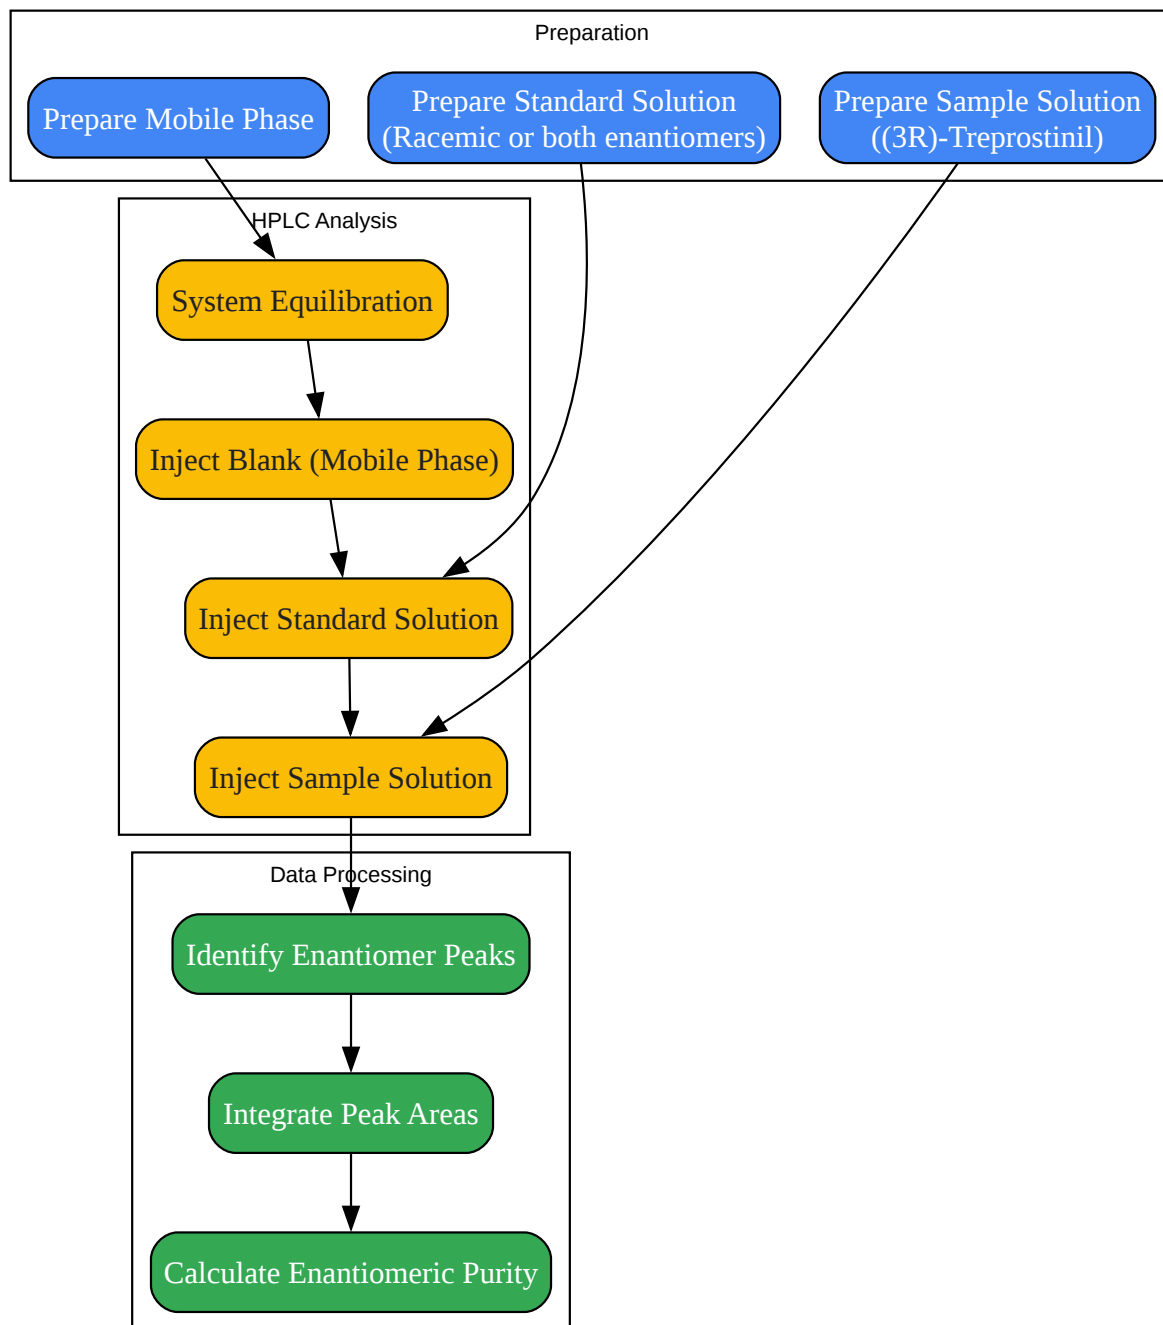 Preparation
Prepare Mobile Phase
Prepare Standard Solution
(Racemic or both enantiomers)
Prepare Sample Solution
((3R)-Treprostinil)
HPLC Analysis
System Equilibration
Inject Blank (Mobile Phase)
Inject Standard Solution
Inject Sample Solution
Data Processing
Identify Enantiomer Peaks
Integrate Peak Areas
Calculate Enantiomeric Purity